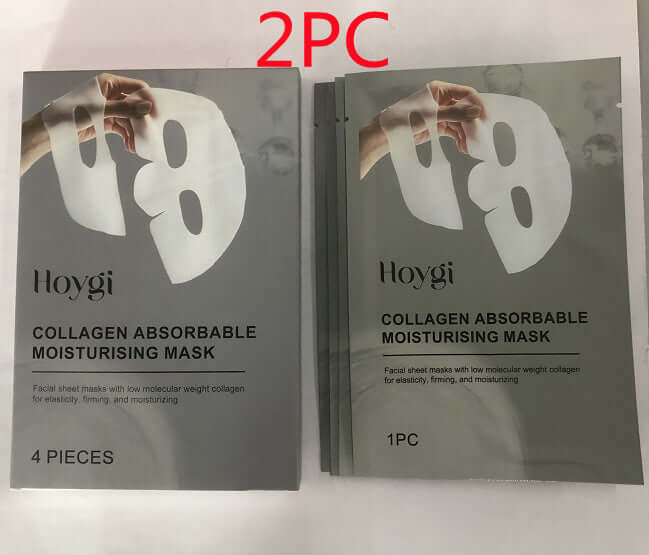 2PC
Hoygi
COLLAGEN ABSORBABLE
MOISTURISING MASK
Facial sheet masks with low molecular weight collagen
for elasticity, firming, and moisturizing
4 PIECES
Hoygi
COLLAGEN ABSORBABLE
MOISTURISING MASK
Facial sheet masks with low molecular weight collagen
for elasticity, firming, and moisturizing
1PC